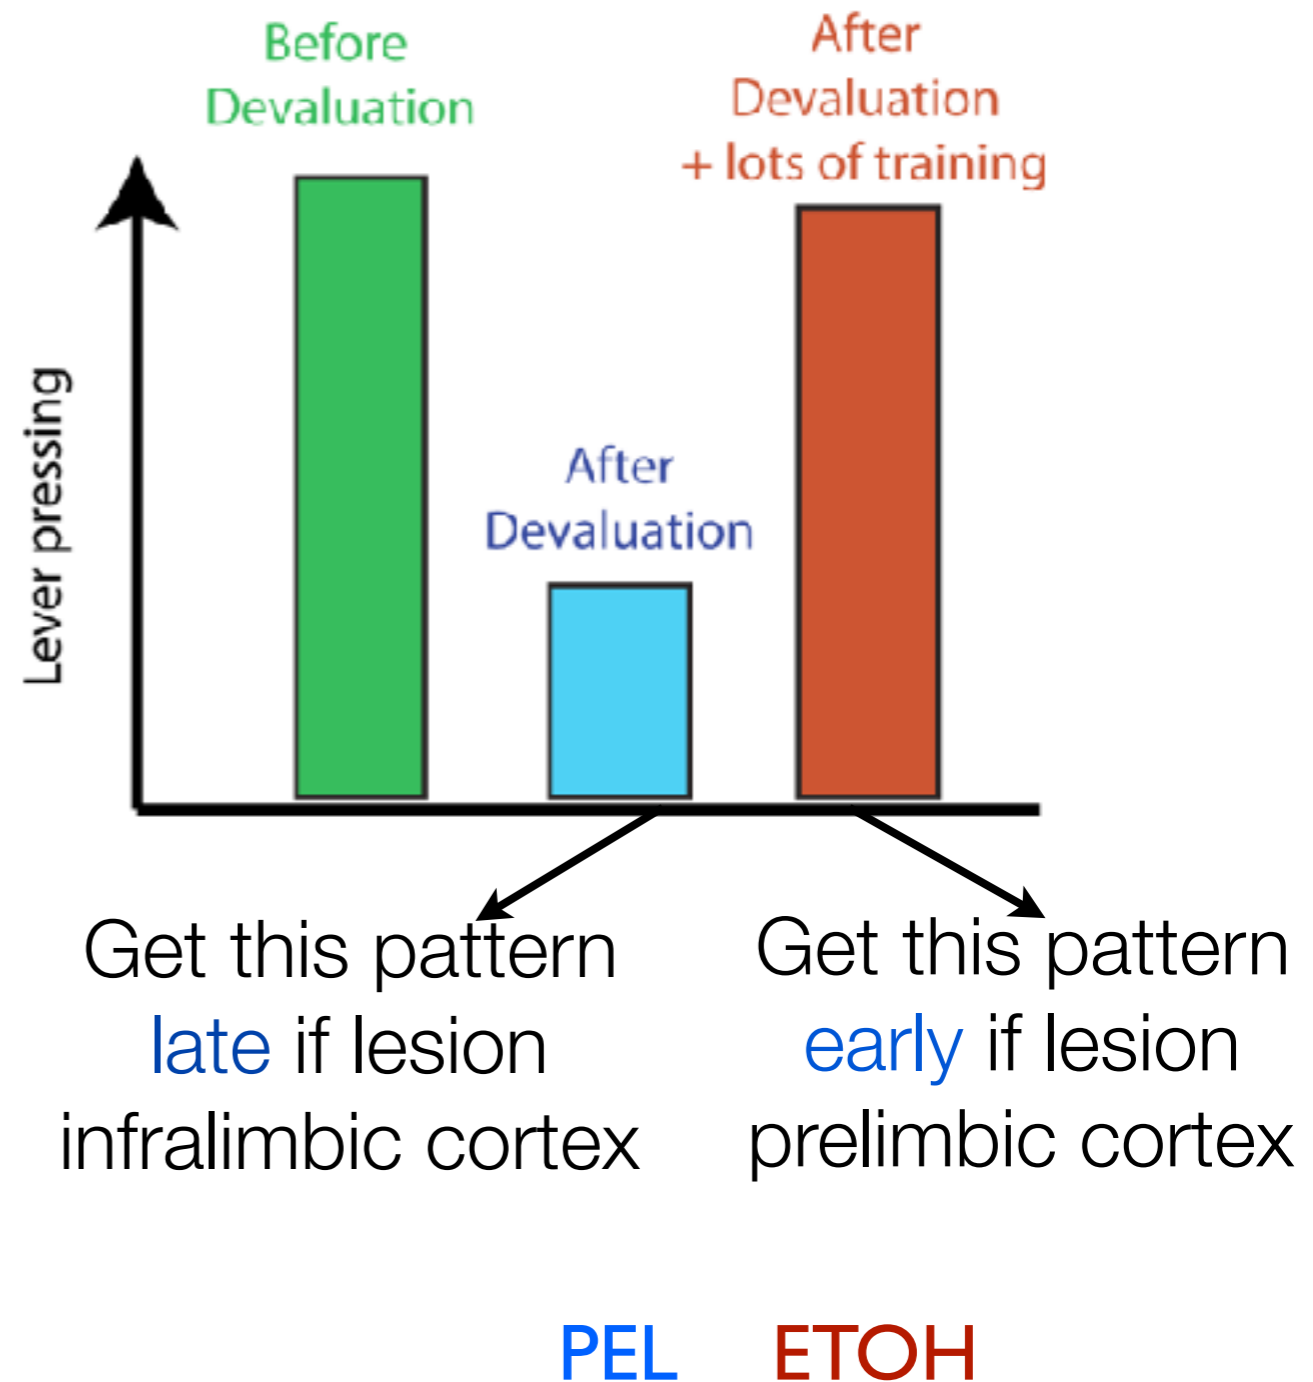 Before
Devaluation
After
Devaluation
+ lots of training
After
Devaluation
Lever pressing
Get this pattern
late if lesion
infralimbic cortex
Get this pattern
early if lesion
prelimbic cortex
PEL
ETOH